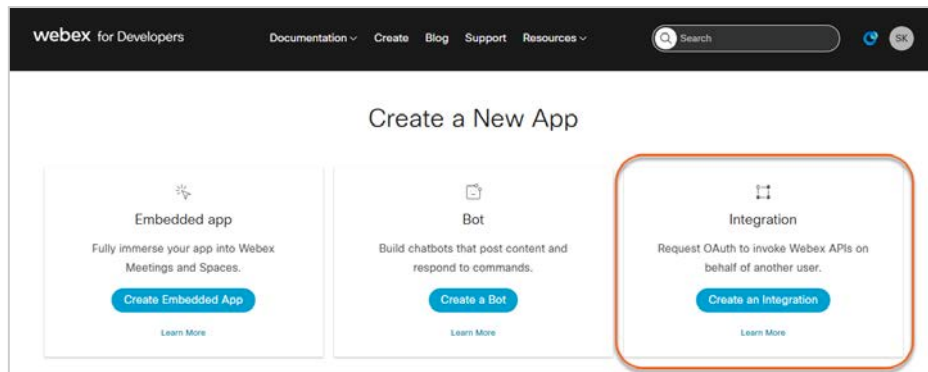 webex for Developers
Documentation
Create
Blog
Support
Resources
Search
SK
Create a New App
Embedded app
Fully immerse your app into Webex
Meetings and Spaces.
Create Embedded App
Learn More
Bot
Build chatbots that post content and
respond to commands.
Create a Bot
Learn More
Integration
Request OAuth to invoke Webex APIs on
behalf of another user.
Create an Integration
Learn More